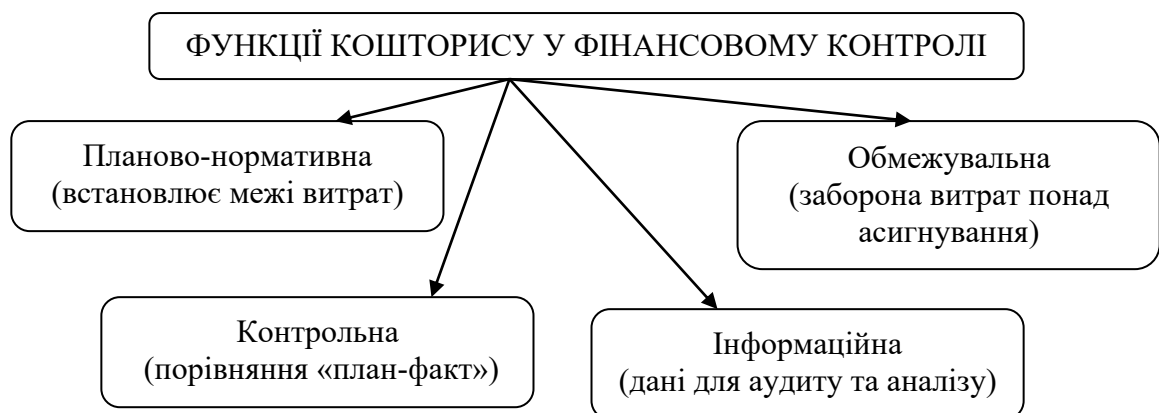 ФУНКЦІЇ КОШТОРИСУ У ФІНАНСОВОМУ КОНТРОЛІ
Планово-нормативна
(встановлює межі витрат)
Обмежувальна
(заборона витрат понад
асигнування)
Контрольна
(порівняння «план-факт»)
Інформаційна
(дані для аудиту та аналізу)